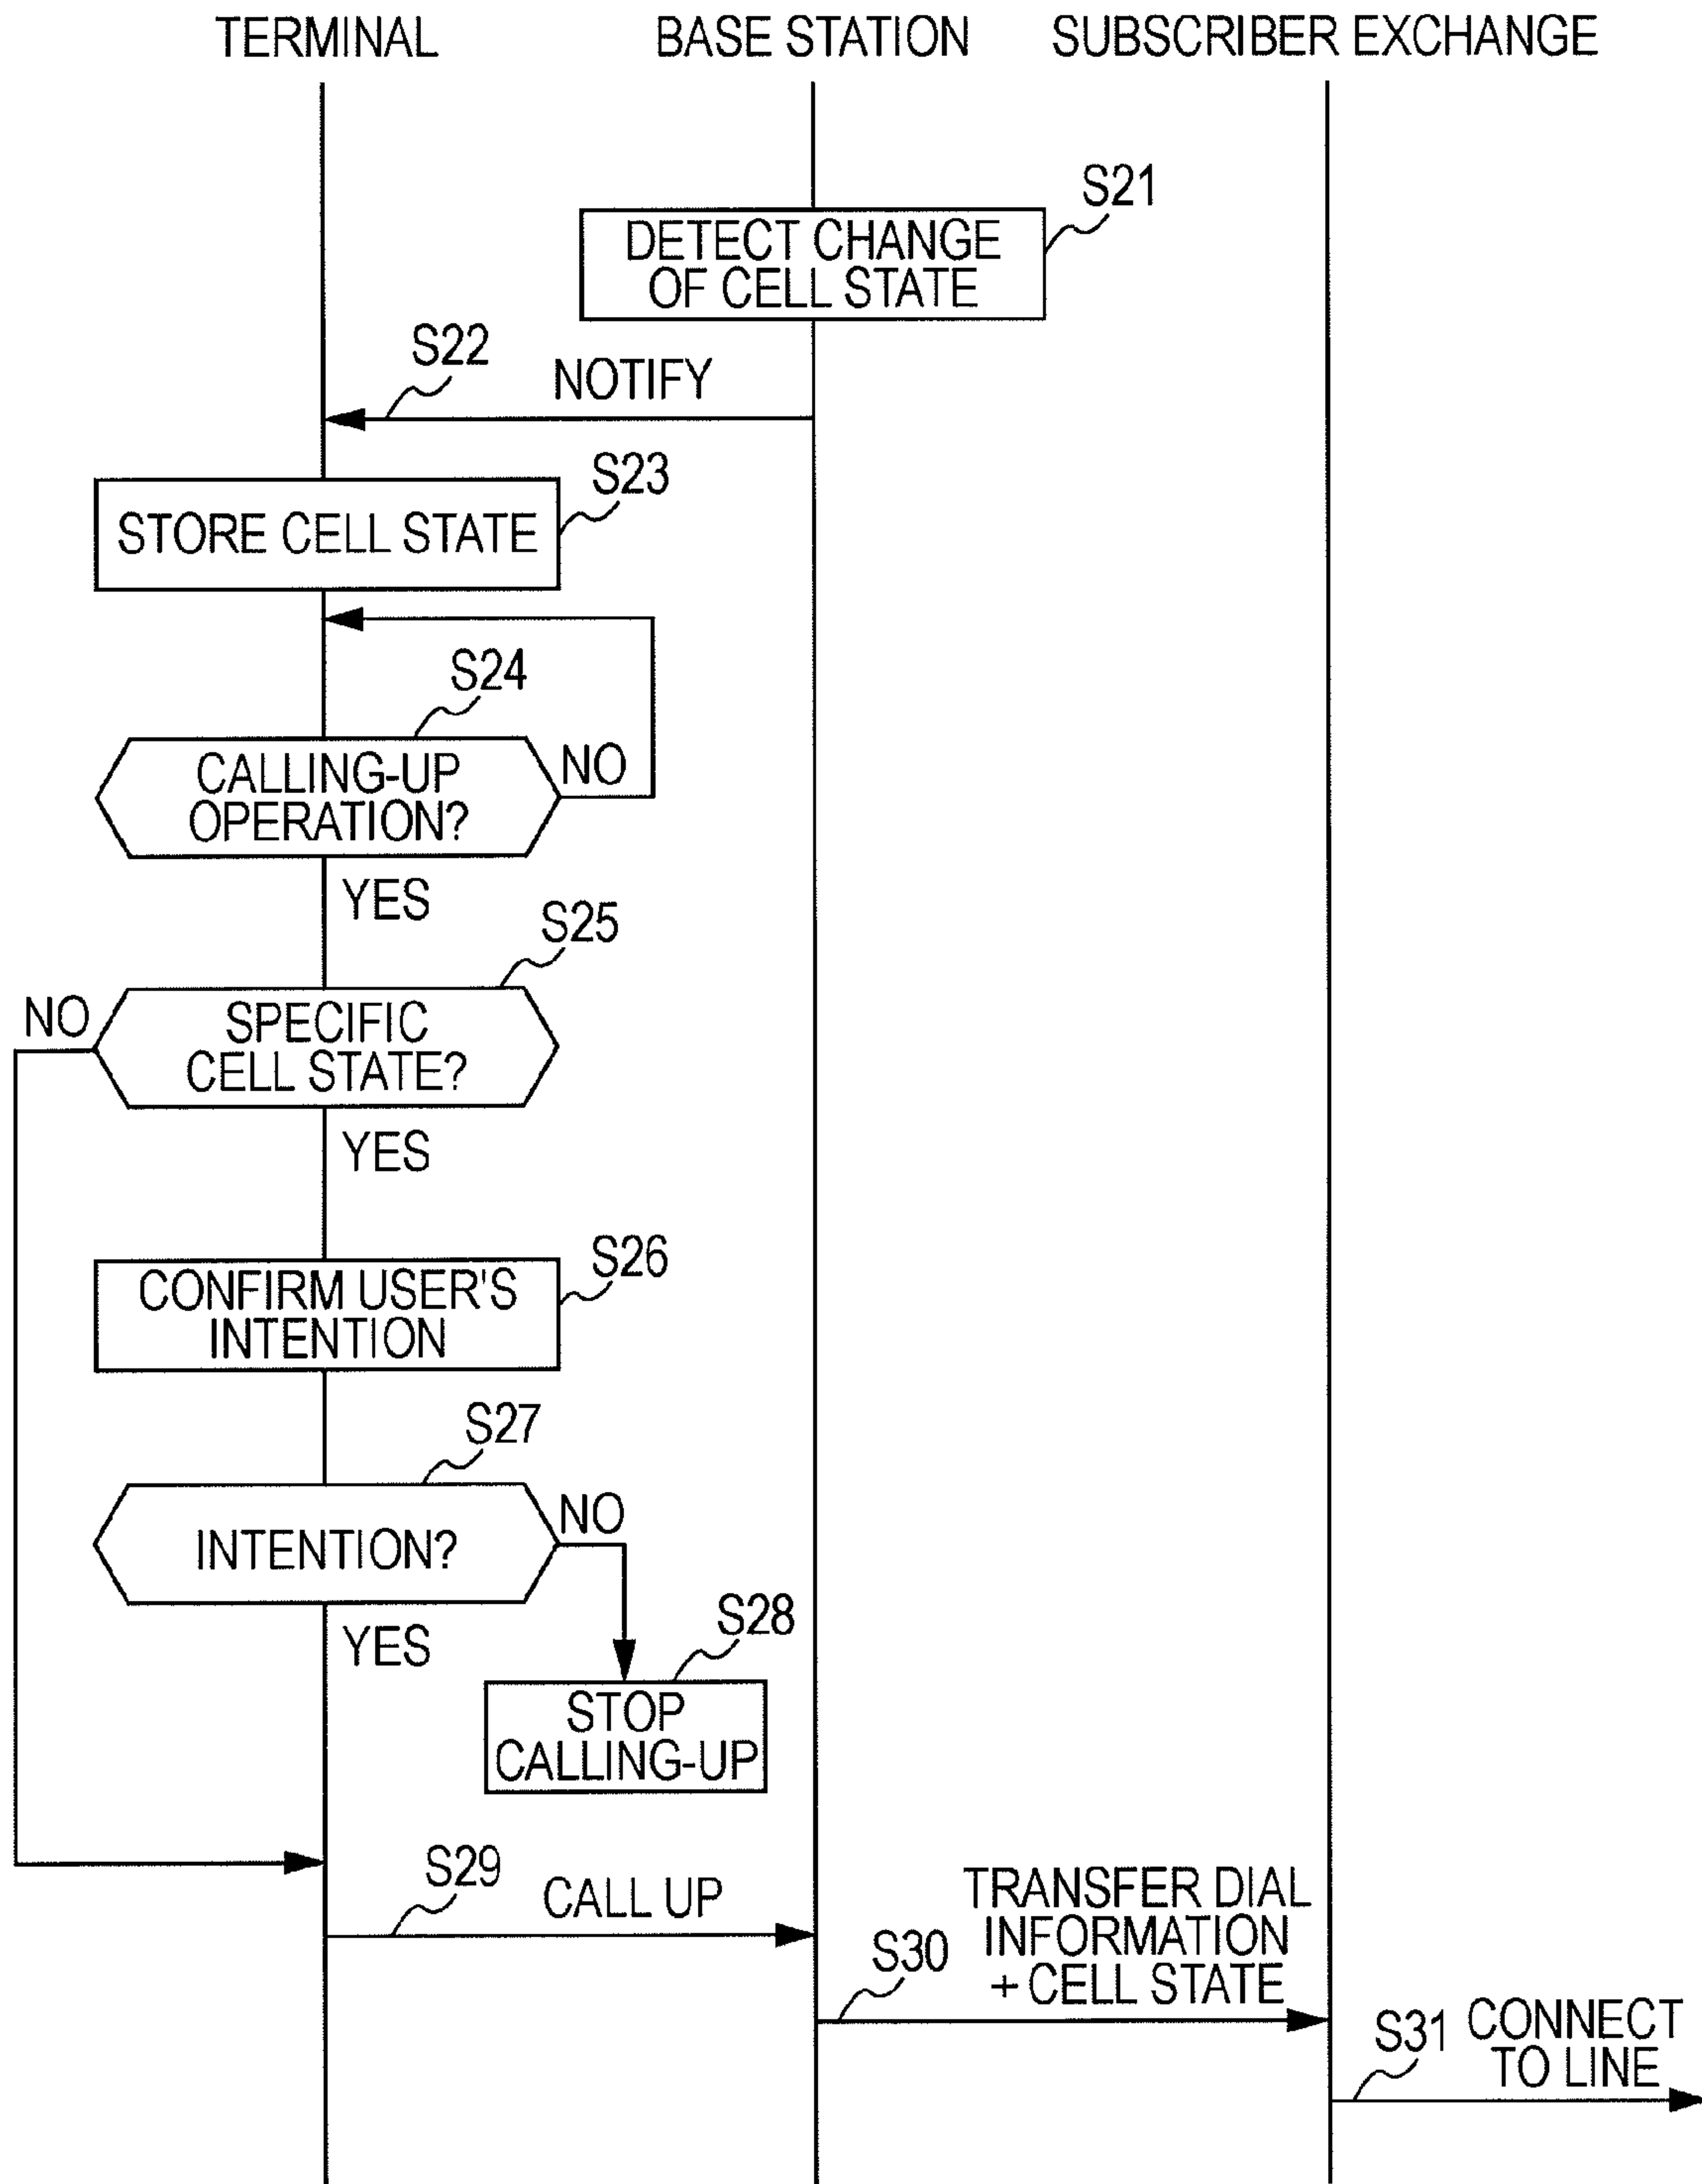 TERMINAL
BASE STATION
SUBSCRIBER EXCHANGE
S21
DETECT CHANGE
OF CELL STATE
S22
NOTIFY
S23
STORE CELL STATE
S24
CALLING-UP
OPERATION?
NO
YES
S25
NO
SPECIFIC
CELL STATE?
YES
S26
CONFIRM USER'S
INTENTION
S27
INTENTION?
NO
YES
S28
STOP
CALLING-UP
S29
CALL UP
S30
TRANSFER DIAL
INFORMATION
+ CELL STATE
S31
CONNECT
TO LINE